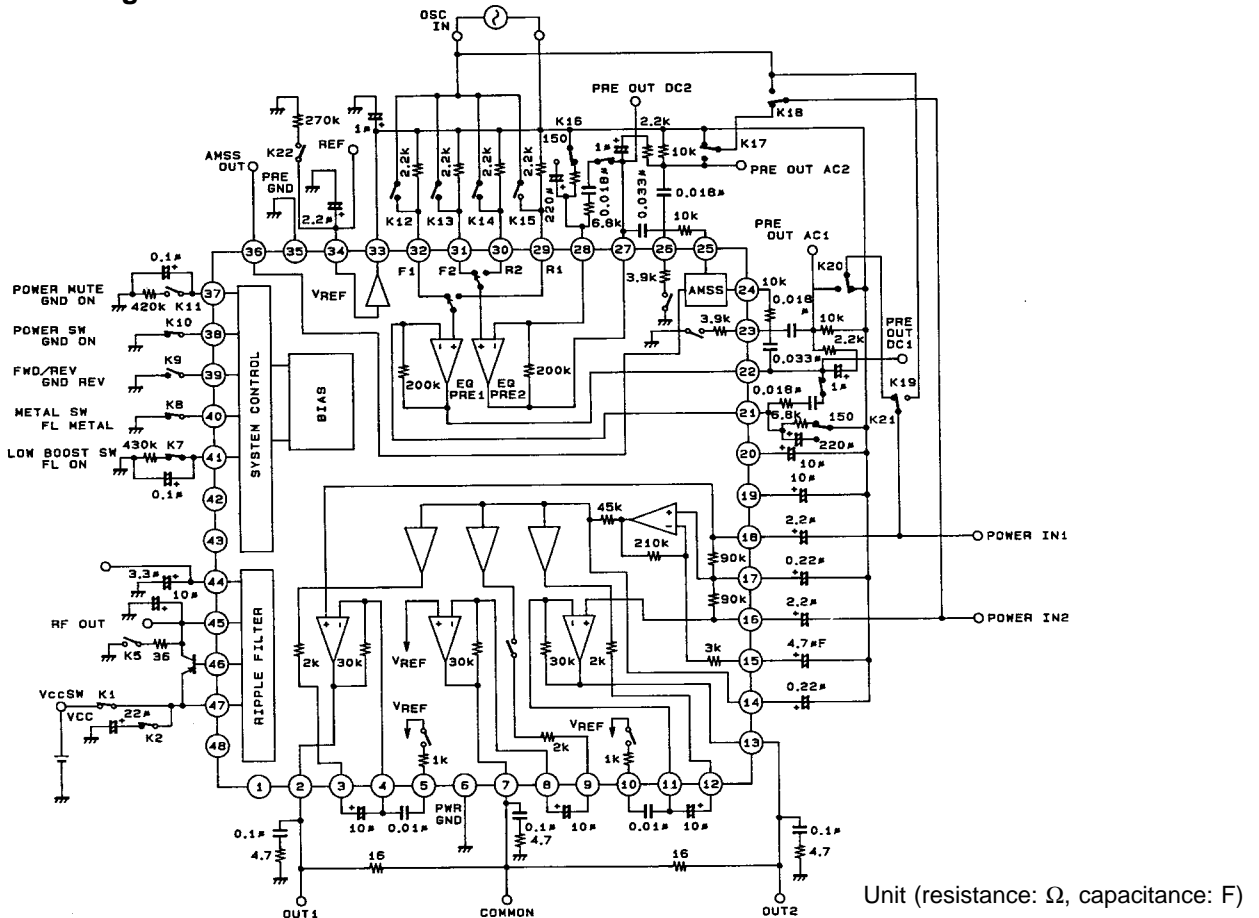 OSC
IN
PRE OUT DC2
K18
K16
150
2.2k
1µ
10k
K17
PRE OUT AC2
0.018µ
270k
K22
REF
AMSS
OUT
PRE
GND
2.2µ
1µ
2.2k
2.2k
2.2k
2.2k
K12
K13
K14
K15
220µ
0.018µ
6.8k
0.033µ
10k
36
35
34
33
32
31
30
29
28
27
26
25
VREF
F1
F2
R2
R1
3.9k
AMSS
24
10k
0.018µ
PRE
OUT AC1
K20
0.1µ
POWER MUTE
GND ON
420k
K11
37
POWER SW
GND ON
K10
38
FWD/REV
GND REV
K9
39
METAL SW
FL METAL
K8
40
LOW BOOST SW
FL ON
430k
K7
41
0.1µ
42
43
SYSTEM CONTROL
BIAS
200k
EQ
PRE1
EQ
PRE2
200k
3.9k
23
10k
2.2k
PRE
OUT
DC1
22
0.033µ
1µ
0.018µ
K19
21
6.8k
150
K21
220µ
20
10µ
19
10µ
45k
210k
18
2.2µ
POWER IN1
90k
17
0.22µ
90k
16
2.2µ
POWER IN2
3k
15
4.7µF
14
0.22µ
13
3.3µ
44
10µ
RF OUT
45
K5
36
46
VccSW
K1
VCC
22µ
K2
47
48
RIPPLE FILTER
2k
30k
VREF
30k
30k
2k
VREF
1k
2k
VREF
1k
1
2
3
4
5
6
7
8
9
10
11
12
PWR
GND
0.1µ
4.7
10µ
0.01µ
0.1µ
4.7
10µ
0.01µ
10µ
0.1µ
4.7
16
16
OUT1
COMMON
OUT2
Unit (resistance: Ω, capacitance: F)